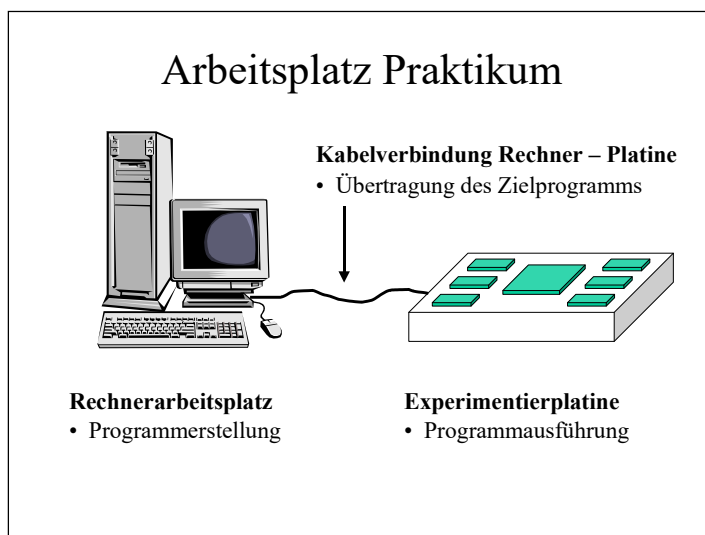 Arbeitsplatz Praktikum
Kabelverbindung Rechner – Platine
• Übertragung des Zielprogramms
Rechnerarbeitsplatz
• Programmerstellung
Experimentierplatine
• Programmausführung